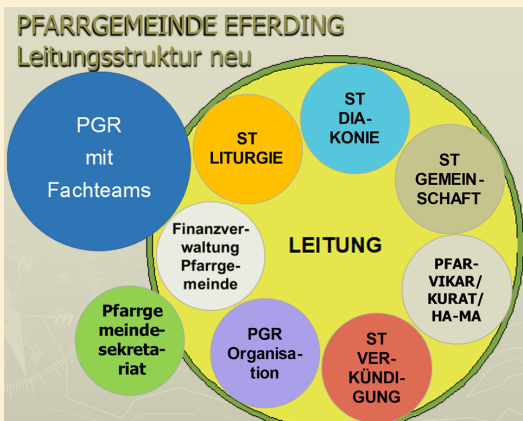 PFARRGEMEINDE EFERDING
Leitungsstruktur neu
PGR
mit
Fachteams
ST
LITURGIE
ST
DIA-
KONIE
ST
GEMEIN-
SCHAFT
Finanzver-
waltung
Pfarrge-
meinde
LEITUNG
PFAR-
VIKAR/
KURAT/
HA-MA
Pfarrge
meinde-
sekreta-
riat
PGR
Organisa-
tion
ST
VER-
KÜNDI-
GUNG